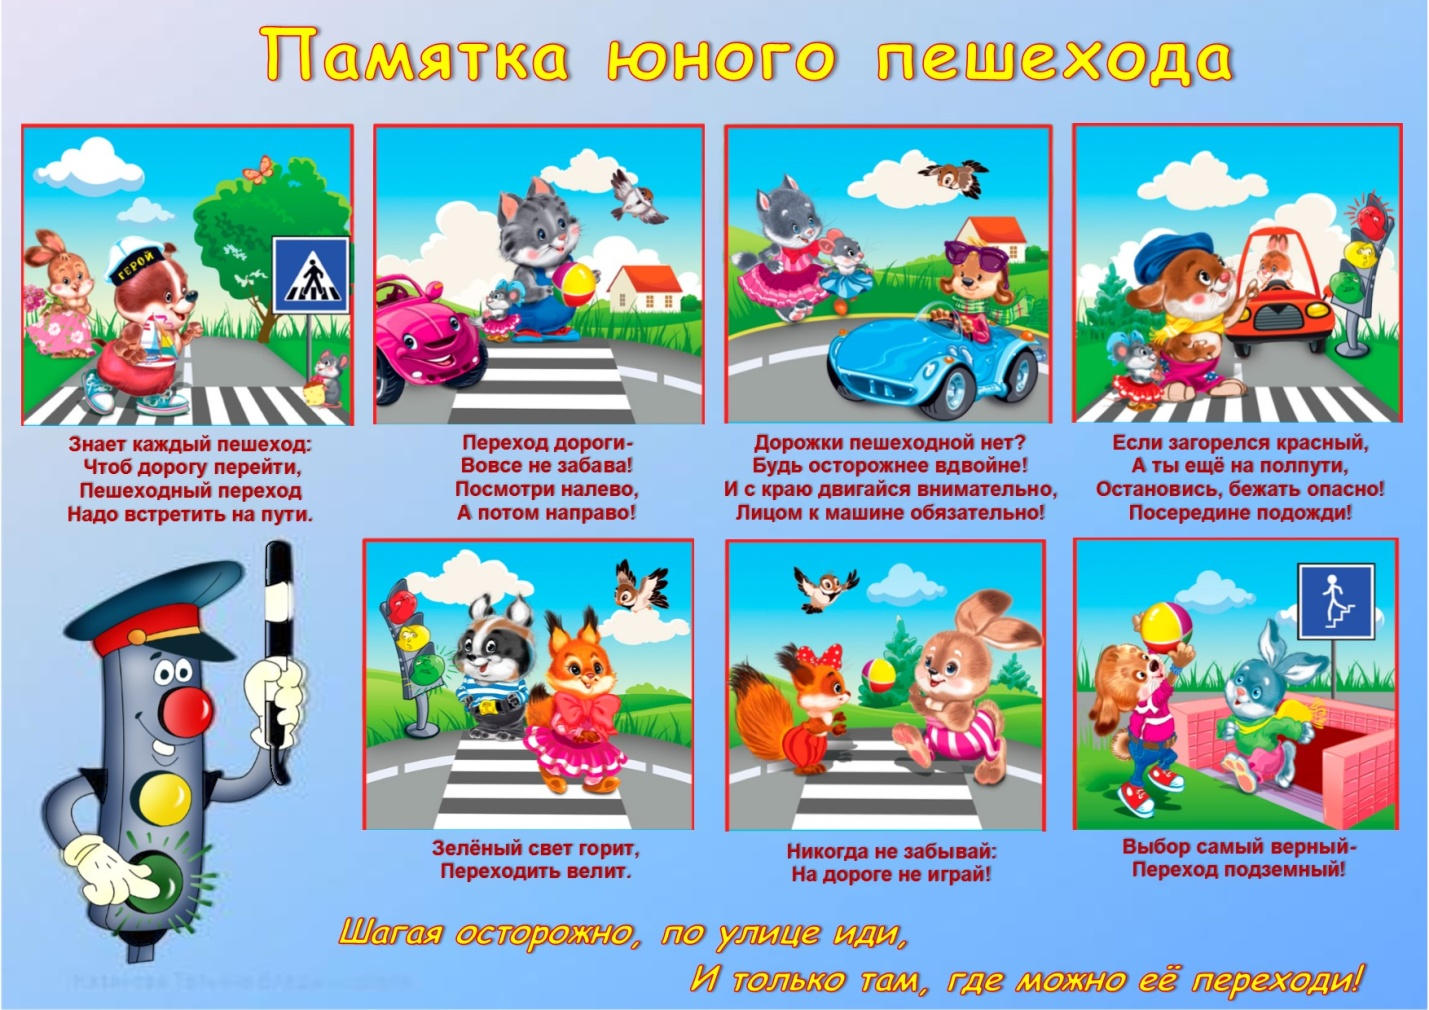 Памятка юного пешехода
ГЕРОЙ
Знает каждый пешеход:
Чтоб дорогу перейти,
Пешеходный переход
Надо встретить на пути.
Переход дороги-
Вовсе не забава!
Посмотри налево,
А потом направо!
Дорожки пешеходной нет?
Будь осторожнее вдвойне!
И с краю двигайся внимательно,
Лицом к машине обязательно!
Если загорелся красный,
А ты ещё на полпути,
Остановись, бежать опасно!
Посередине подожди!
Зелёный свет горит,
Переходить велит.
Никогда не забывай:
На дороге не играй!
Выбор самый верный-
Переход подземный!
Шагая осторожно, по улице иди,
И только там, где можно её переходи!